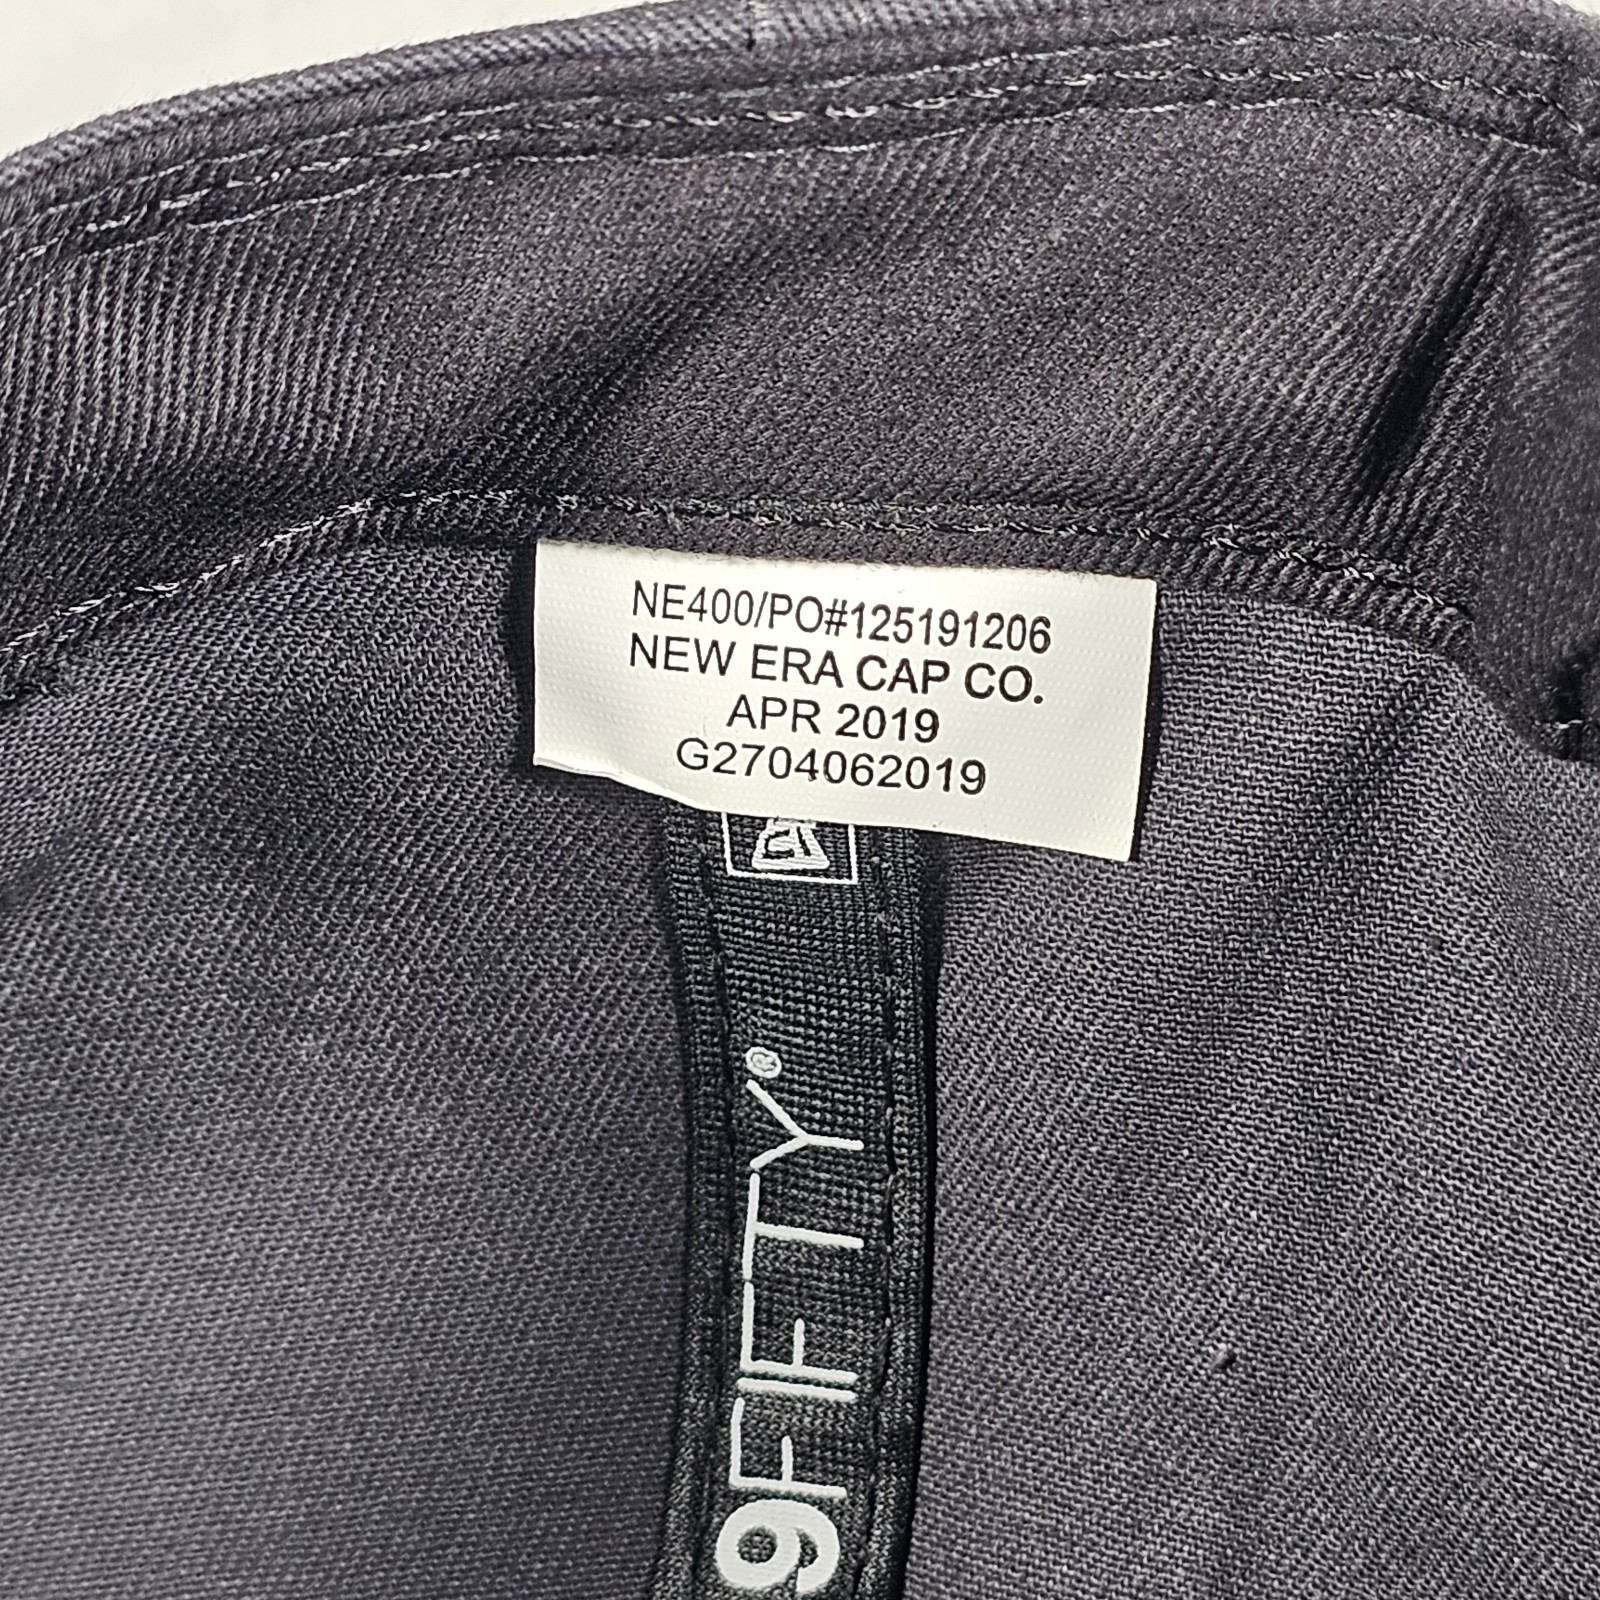 NE400/PO#125191206
NEW ERA CAP CO.
APR 2019
G2704062019
9FIFTY®